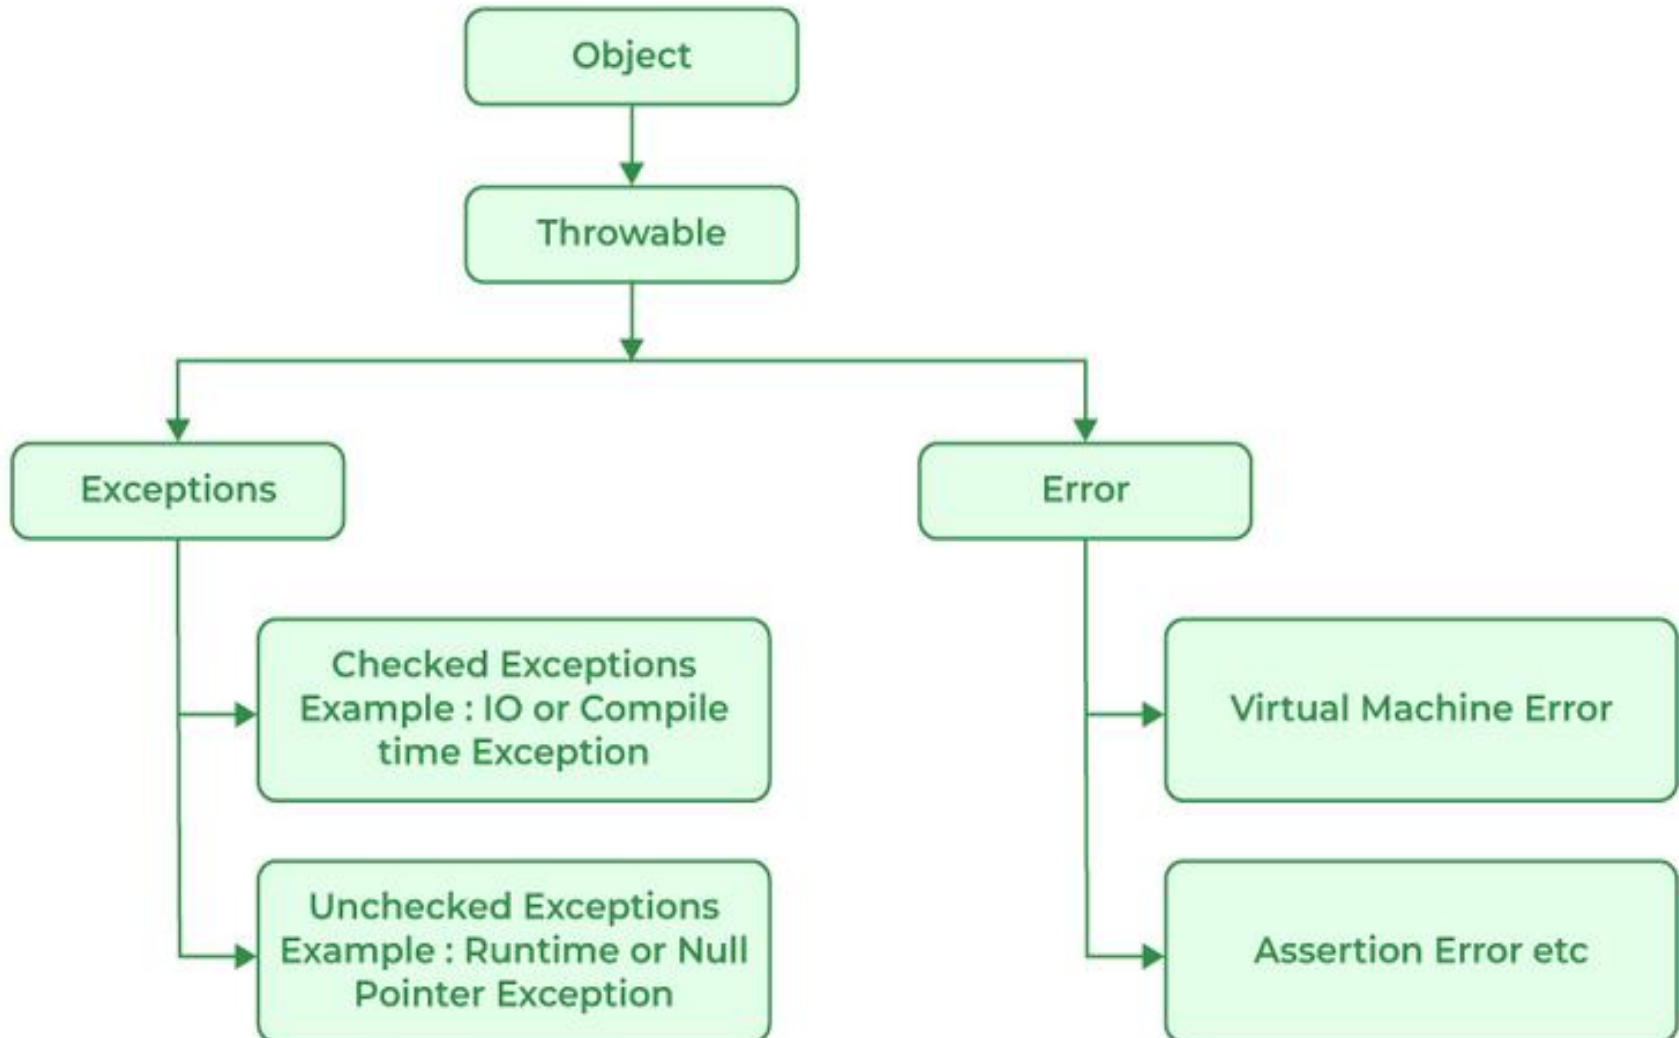 Object
Throwable
Exceptions
Error
Checked Exceptions
Example : IO or Compile
time Exception
Virtual Machine Error
Unchecked Exceptions
Example : Runtime or Null
Pointer Exception
Assertion Error etc